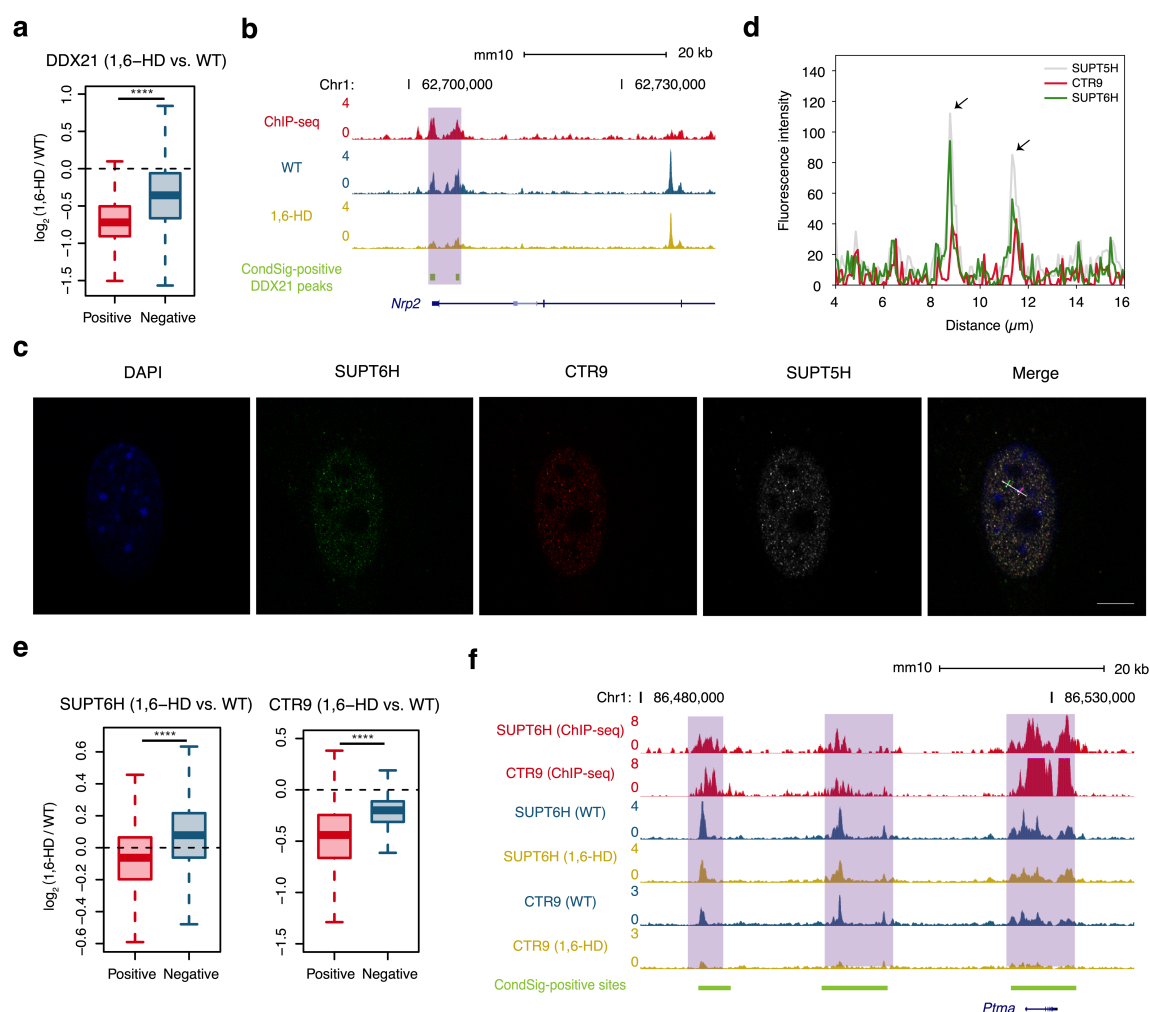 a
DDX21 (1,6−HD vs. WT)
****
log2 (1,6-HD / WT)
1.0
0.5
0.0
−0.5
−1.0
−1.5
Positive
Negative
b
mm10
20 kb
Chr1:
62,700,000
62,730,000
ChIP-seq
4
0
WT
4
0
1,6-HD
4
0
CondSig-positive
DDX21 peaks
Nrp2
d
Fluorescence intensity
140
120
100
80
60
40
20
0
SUPT5H
CTR9
SUPT6H
4
6
8
10
12
14
16
Distance (µm)
c
DAPI
SUPT6H
CTR9
SUPT5H
Merge
e
SUPT6H (1,6−HD vs. WT)
****
log2 (1,6-HD / WT)
0.6
0.4
0.2
0.0
−0.2
−0.4
−0.6
Positive
Negative
CTR9 (1,6−HD vs. WT)
****
0.5
0.0
−0.5
−1.0
−1.5
Positive
Negative
f
mm10
20 kb
Chr1:
86,480,000
86,530,000
SUPT6H (ChIP-seq)
8
0
CTR9 (ChIP-seq)
8
0
SUPT6H (WT)
4
0
SUPT6H (1,6-HD)
4
0
CTR9 (WT)
3
0
CTR9 (1,6-HD)
3
0
CondSig-positive sites
Ptma